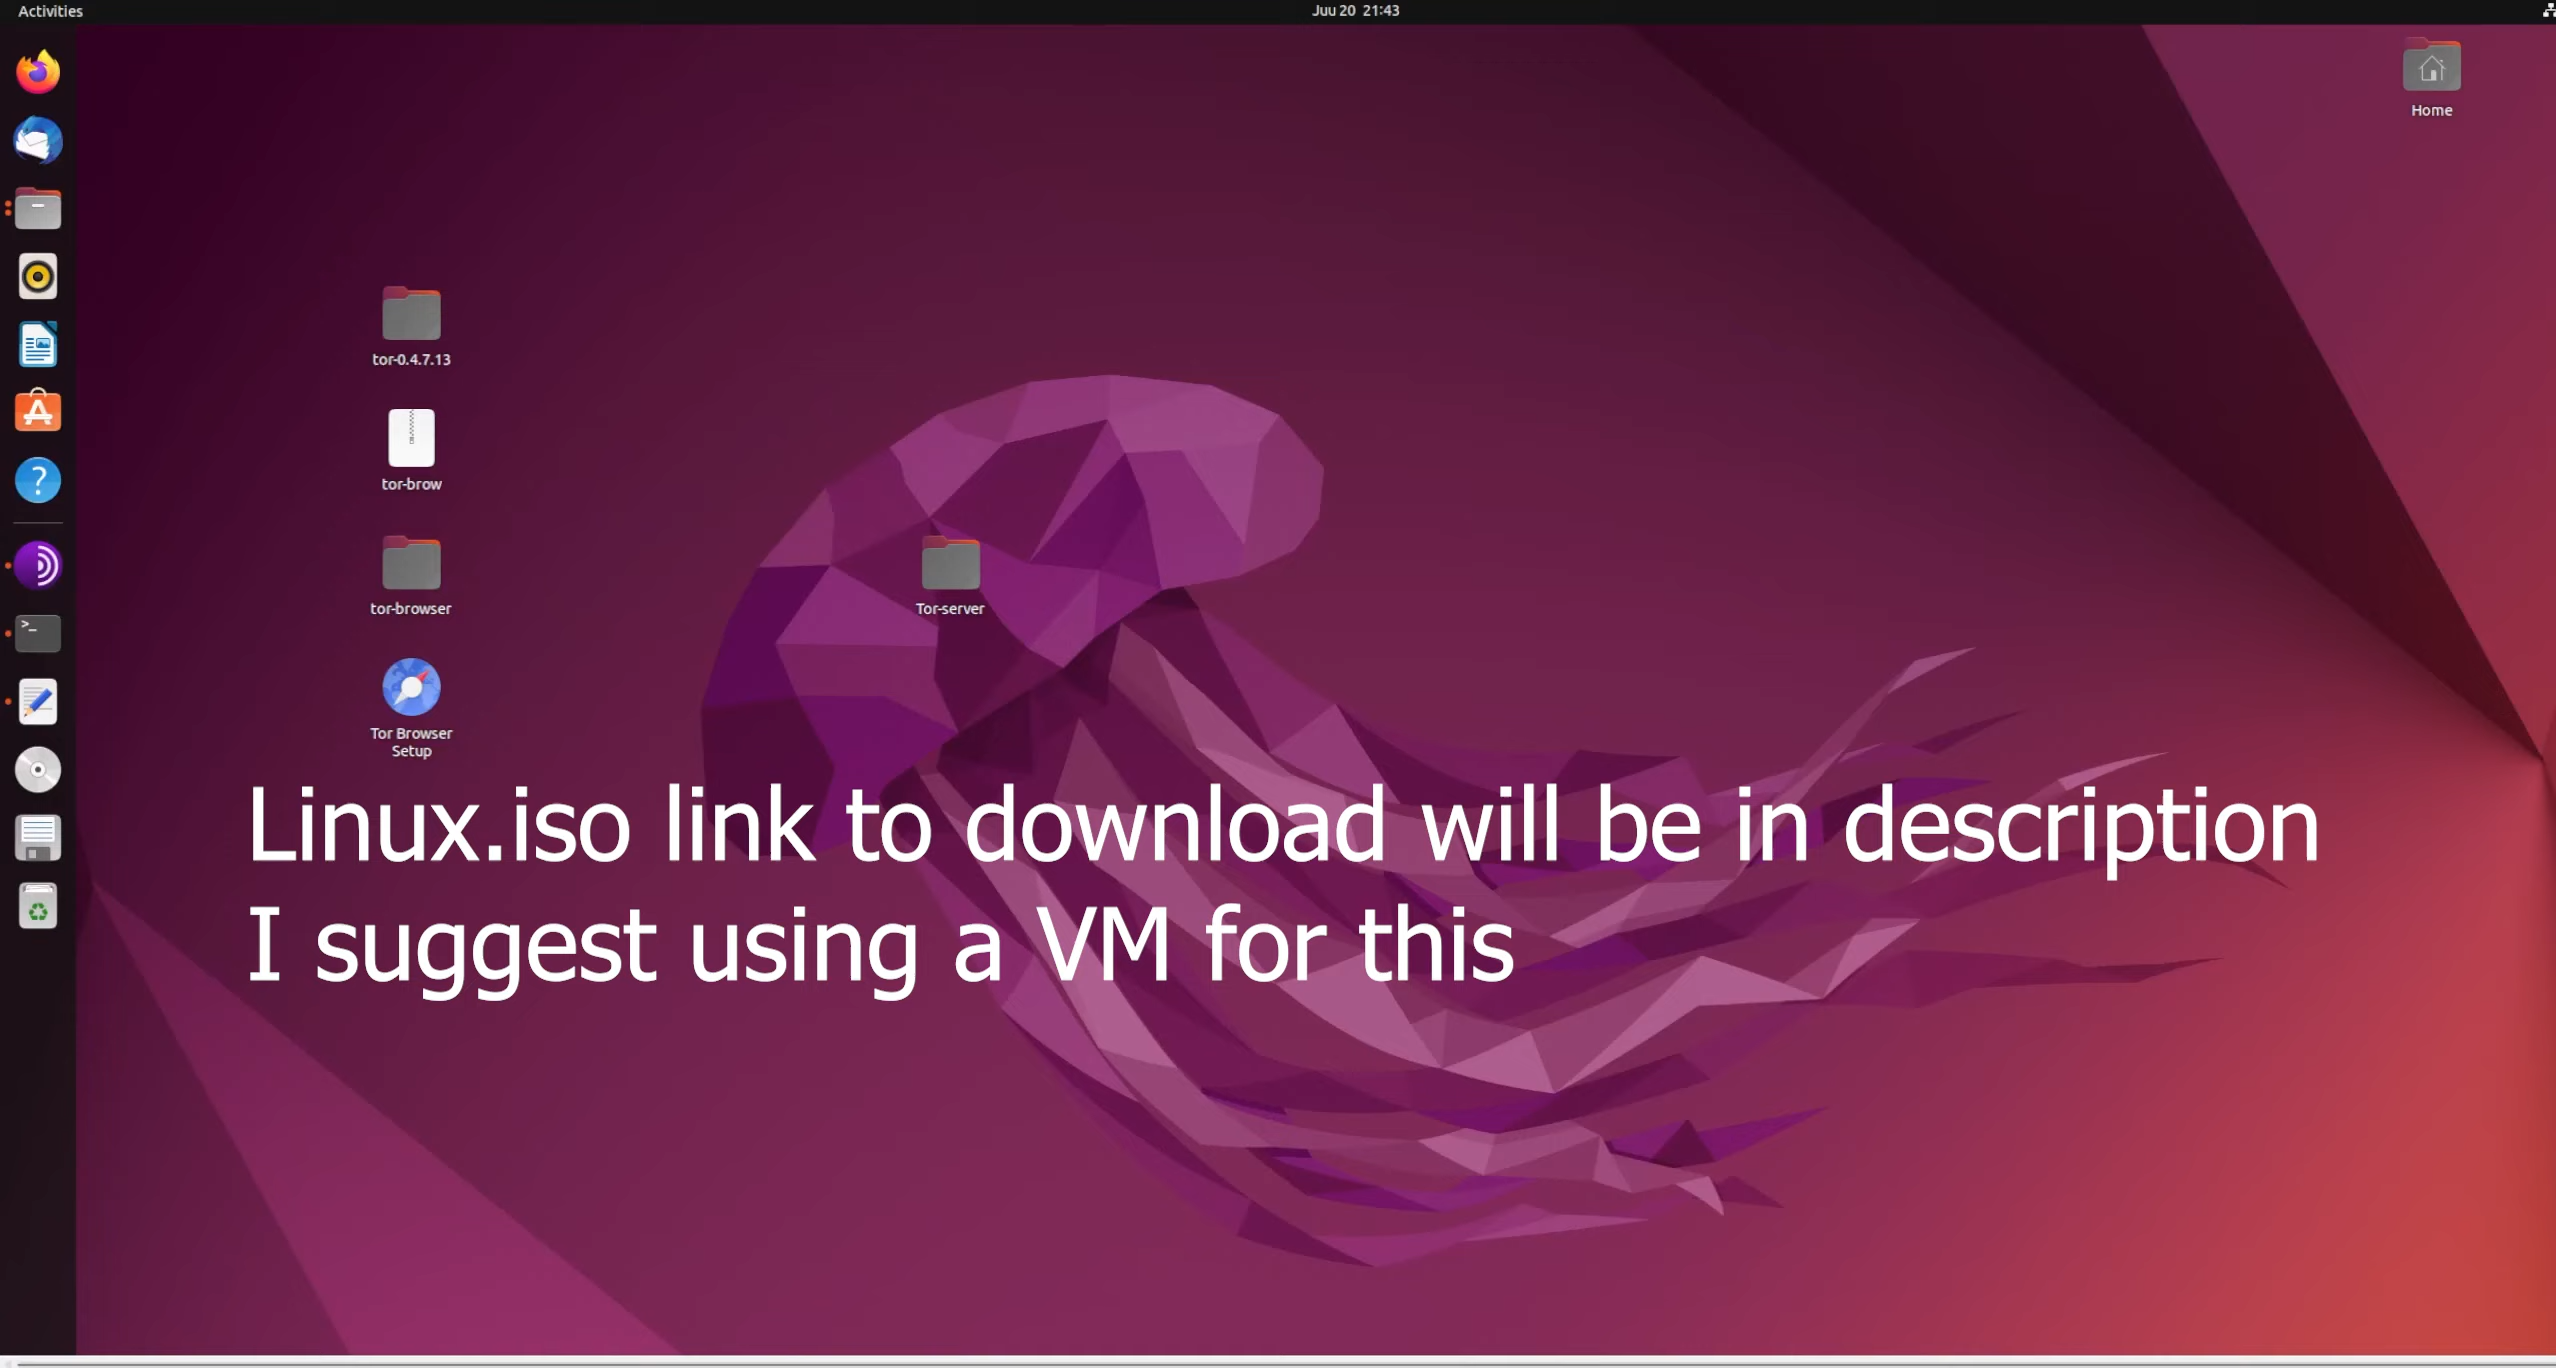 Activities
Juu 20 21:43
Home
tor-0.4.7.13
tor-brow
tor-browser
Tor-server
Tor Browser
Setup
Linux.iso link to download will be in description
I suggest using a VM for this